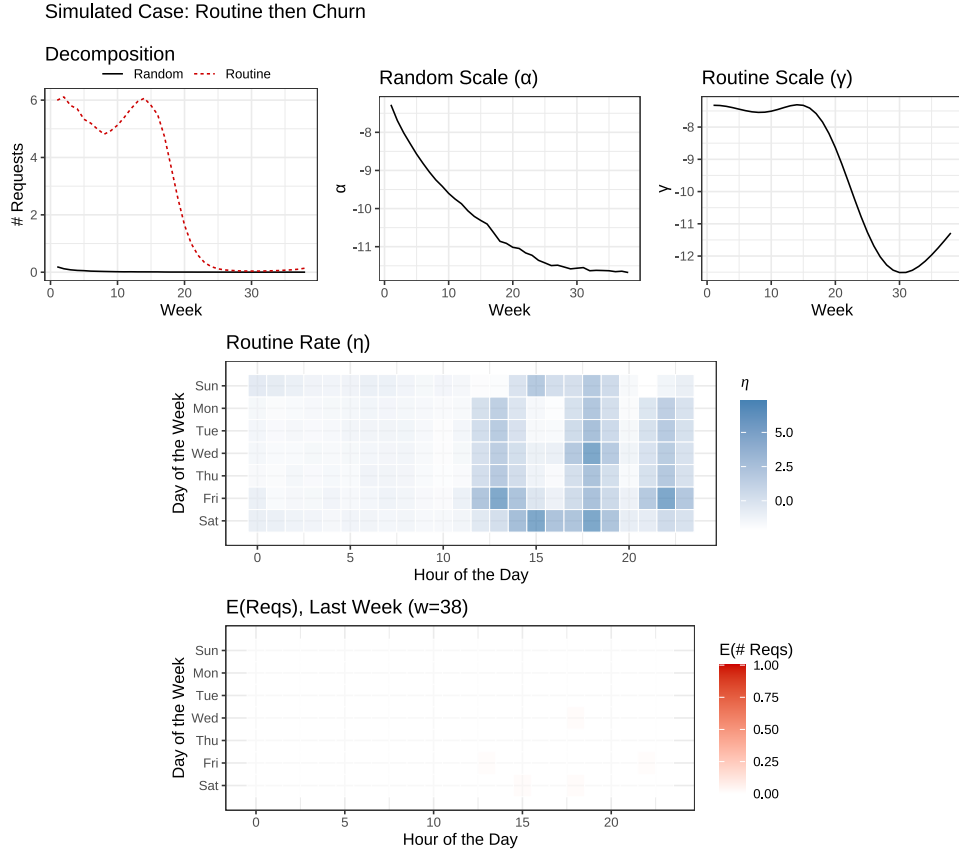 Simulated Case: Routine then Churn
Decomposition
Random Routine
6
4
2
0
# Requests
0 10 20 30
Week
Random Scale (α)
-8
-9
-10
-11
α
0 10 20 30
Week
Routine Scale (γ)
-8
-9
-10
-11
-12
γ
0 10 20 30
Week
Routine Rate (η)
Day of the Week
Sun
Mon
Tue
Wed
Thu
Fri
Sat
0 5 10 15 20
Hour of the Day
η
5.0
2.5
0.0
E(Reqs), Last Week (w=38)
Day of the Week
Sun
Mon
Tue
Wed
Thu
Fri
Sat
0 5 10 15 20
Hour of the Day
E(# Reqs)
1.00
0.75
0.50
0.25
0.00